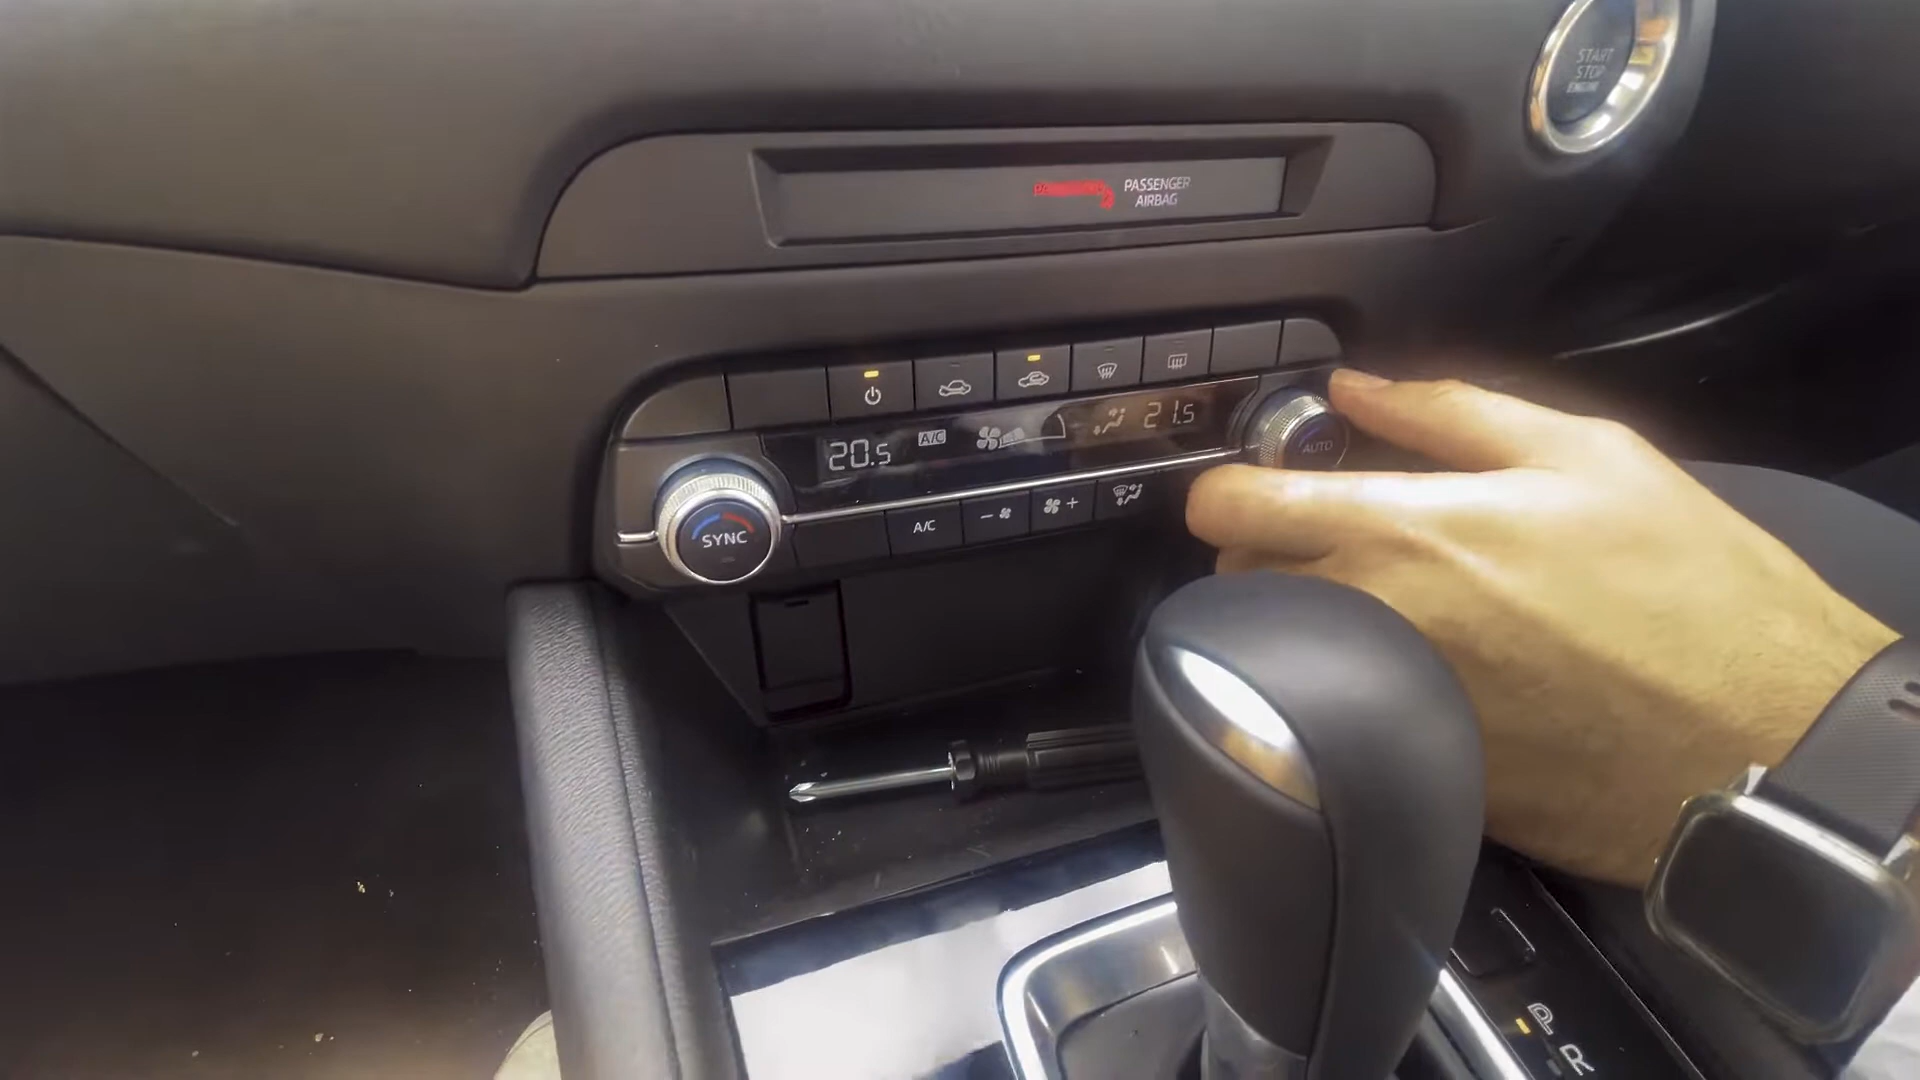 START
STOP
ENGINE
PASSENGER
AIRBAG
20.5
A/C
21.5
AUTO
SYNC
A/C
P
R